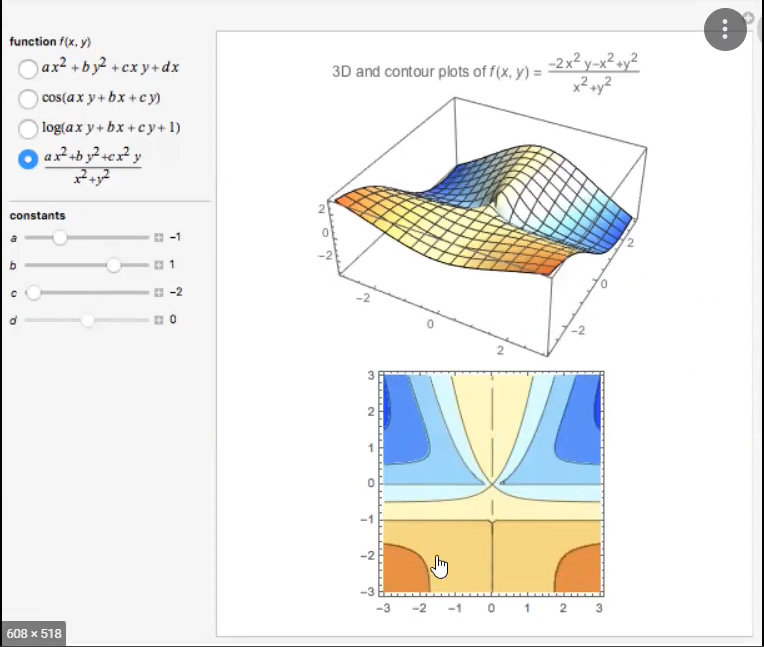 function f(x, y)
ax² + by² + cxy + dx
cos(axy + bx + cy)
log(axy + bx + cy + 1)
ax²+by²+cx²y
x²+y²
constants
a −1
b 1
c −2
d 0
3D and contour plots of f(x, y) = −2x²y−x²+y²
x²+y²
2
0
−2
−2
0
2
−2
0
2
3
2
1
0
−1
−2
−3
−3 −2 −1 0 1 2 3
608 × 518